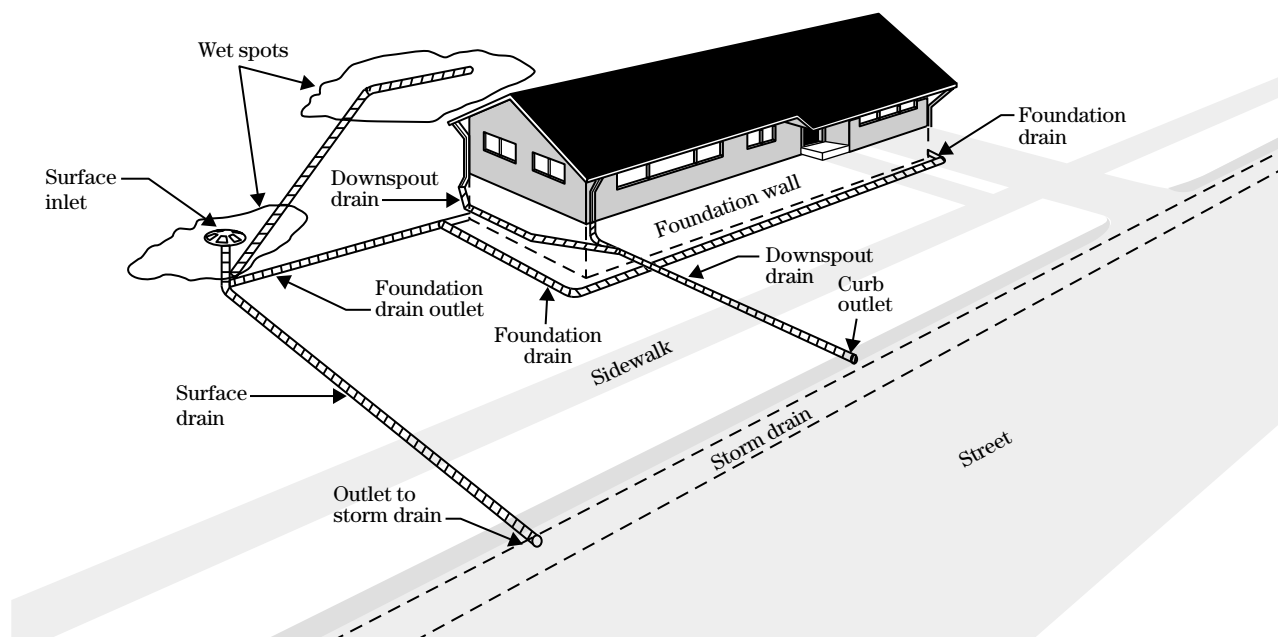 Wet spots
Surface
inlet
Downspout
drain
Foundation
drain
Foundation wall
Downspout
drain
Curb
outlet
Foundation
drain outlet
Foundation
drain
Sidewalk
Surface
drain
Storm drain
Street
Outlet to
storm drain